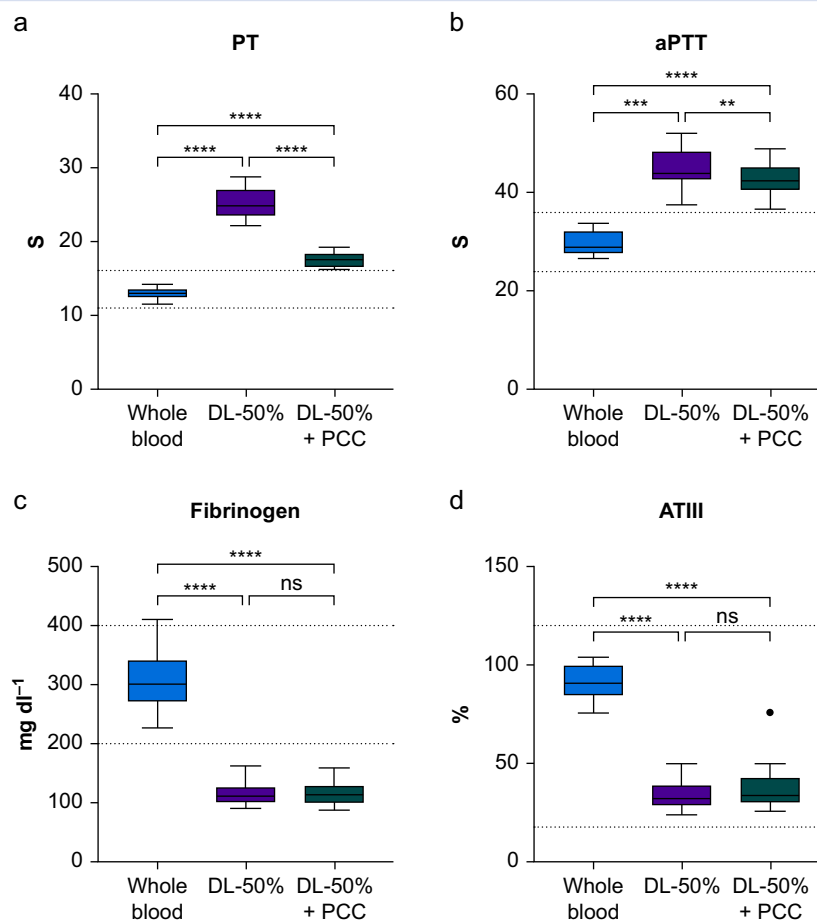 a
PT
40
30
20
10
0
S
****
****
****
Whole
blood
DL-50%
DL-50%
+ PCC
b
aPTT
60
40
20
0
S
****
***
**
Whole
blood
DL-50%
DL-50%
+ PCC
c
Fibrinogen
500
400
300
200
100
0
mg dl⁻¹
****
****
ns
Whole
blood
DL-50%
DL-50%
+ PCC
d
ATIII
150
100
50
0
%
****
****
ns
Whole
blood
DL-50%
DL-50%
+ PCC